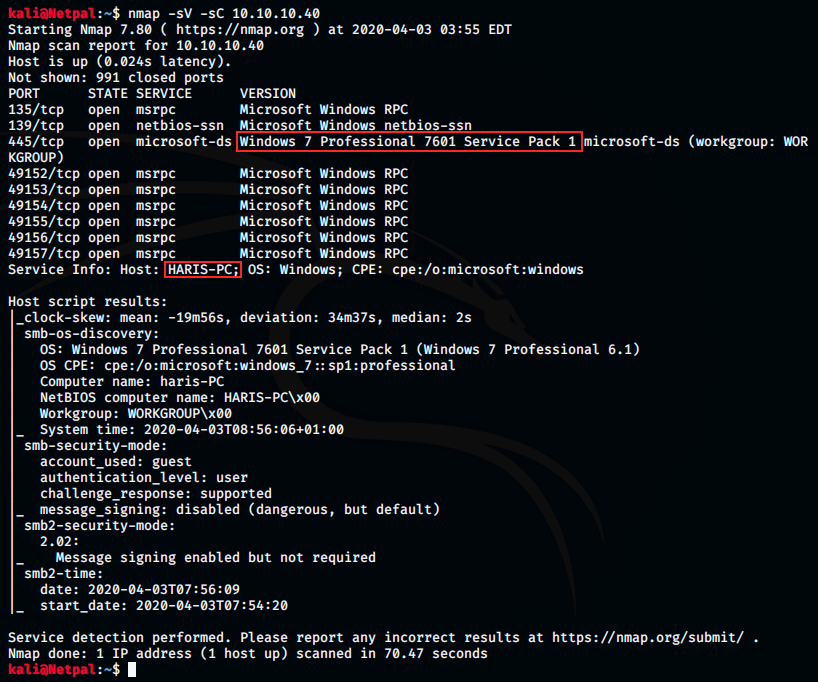 kali@Netpal:~$ nmap -sV -sC 10.10.10.40
Starting Nmap 7.80 ( https://nmap.org ) at 2020-04-03 03:55 EDT
Nmap scan report for 10.10.10.40
Host is up (0.024s latency).
Not shown: 991 closed ports
PORT      STATE SERVICE      VERSION
135/tcp   open  msrpc        Microsoft Windows RPC
139/tcp   open  netbios-ssn  Microsoft Windows netbios-ssn
445/tcp   open  microsoft-ds Windows 7 Professional 7601 Service Pack 1 microsoft-ds (workgroup: WOR
KGROUP)
49152/tcp open  msrpc        Microsoft Windows RPC
49153/tcp open  msrpc        Microsoft Windows RPC
49154/tcp open  msrpc        Microsoft Windows RPC
49155/tcp open  msrpc        Microsoft Windows RPC
49156/tcp open  msrpc        Microsoft Windows RPC
49157/tcp open  msrpc        Microsoft Windows RPC
Service Info: Host: HARIS-PC; OS: Windows; CPE: cpe:/o:microsoft:windows
Host script results:
|_clock-skew: mean: -19m56s, deviation: 34m37s, median: 2s
| smb-os-discovery:
|   OS: Windows 7 Professional 7601 Service Pack 1 (Windows 7 Professional 6.1)
|   OS CPE: cpe:/o:microsoft:windows_7::sp1:professional
|   Computer name: haris-PC
|   NetBIOS computer name: HARIS-PC\x00
|   Workgroup: WORKGROUP\x00
|_  System time: 2020-04-03T08:56:06+01:00
| smb-security-mode:
|   account_used: guest
|   authentication_level: user
|   challenge_response: supported
|_  message_signing: disabled (dangerous, but default)
| smb2-security-mode:
|   2.02:
|_    Message signing enabled but not required
| smb2-time:
|   date: 2020-04-03T07:56:09
|_  start_date: 2020-04-03T07:54:20
Service detection performed. Please report any incorrect results at https://nmap.org/submit/ .
Nmap done: 1 IP address (1 host up) scanned in 70.47 seconds
kali@Netpal:~$